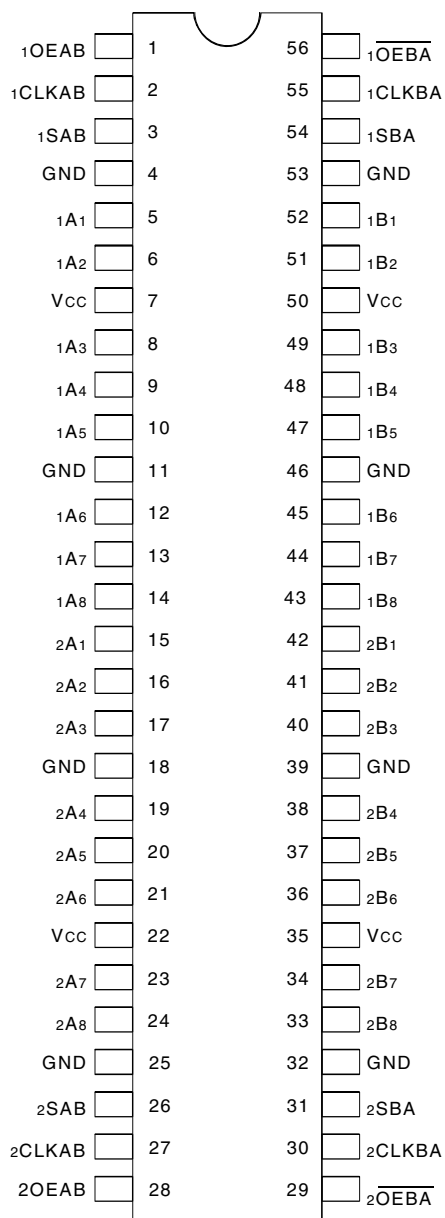 1OEAB 1 56 1OEBA
1CLKAB 2 55 1CLKBA
1SAB 3 54 1SBA
GND 4 53 GND
1A1 5 52 1B1
1A2 6 51 1B2
VCC 7 50 VCC
1A3 8 49 1B3
1A4 9 48 1B4
1A5 10 47 1B5
GND 11 46 GND
1A6 12 45 1B6
1A7 13 44 1B7
1A8 14 43 1B8
2A1 15 42 2B1
2A2 16 41 2B2
2A3 17 40 2B3
GND 18 39 GND
2A4 19 38 2B4
2A5 20 37 2B5
2A6 21 36 2B6
VCC 22 35 VCC
2A7 23 34 2B7
2A8 24 33 2B8
GND 25 32 GND
2SAB 26 31 2SBA
2CLKAB 27 30 2CLKBA
2OEAB 28 29 2OEBA